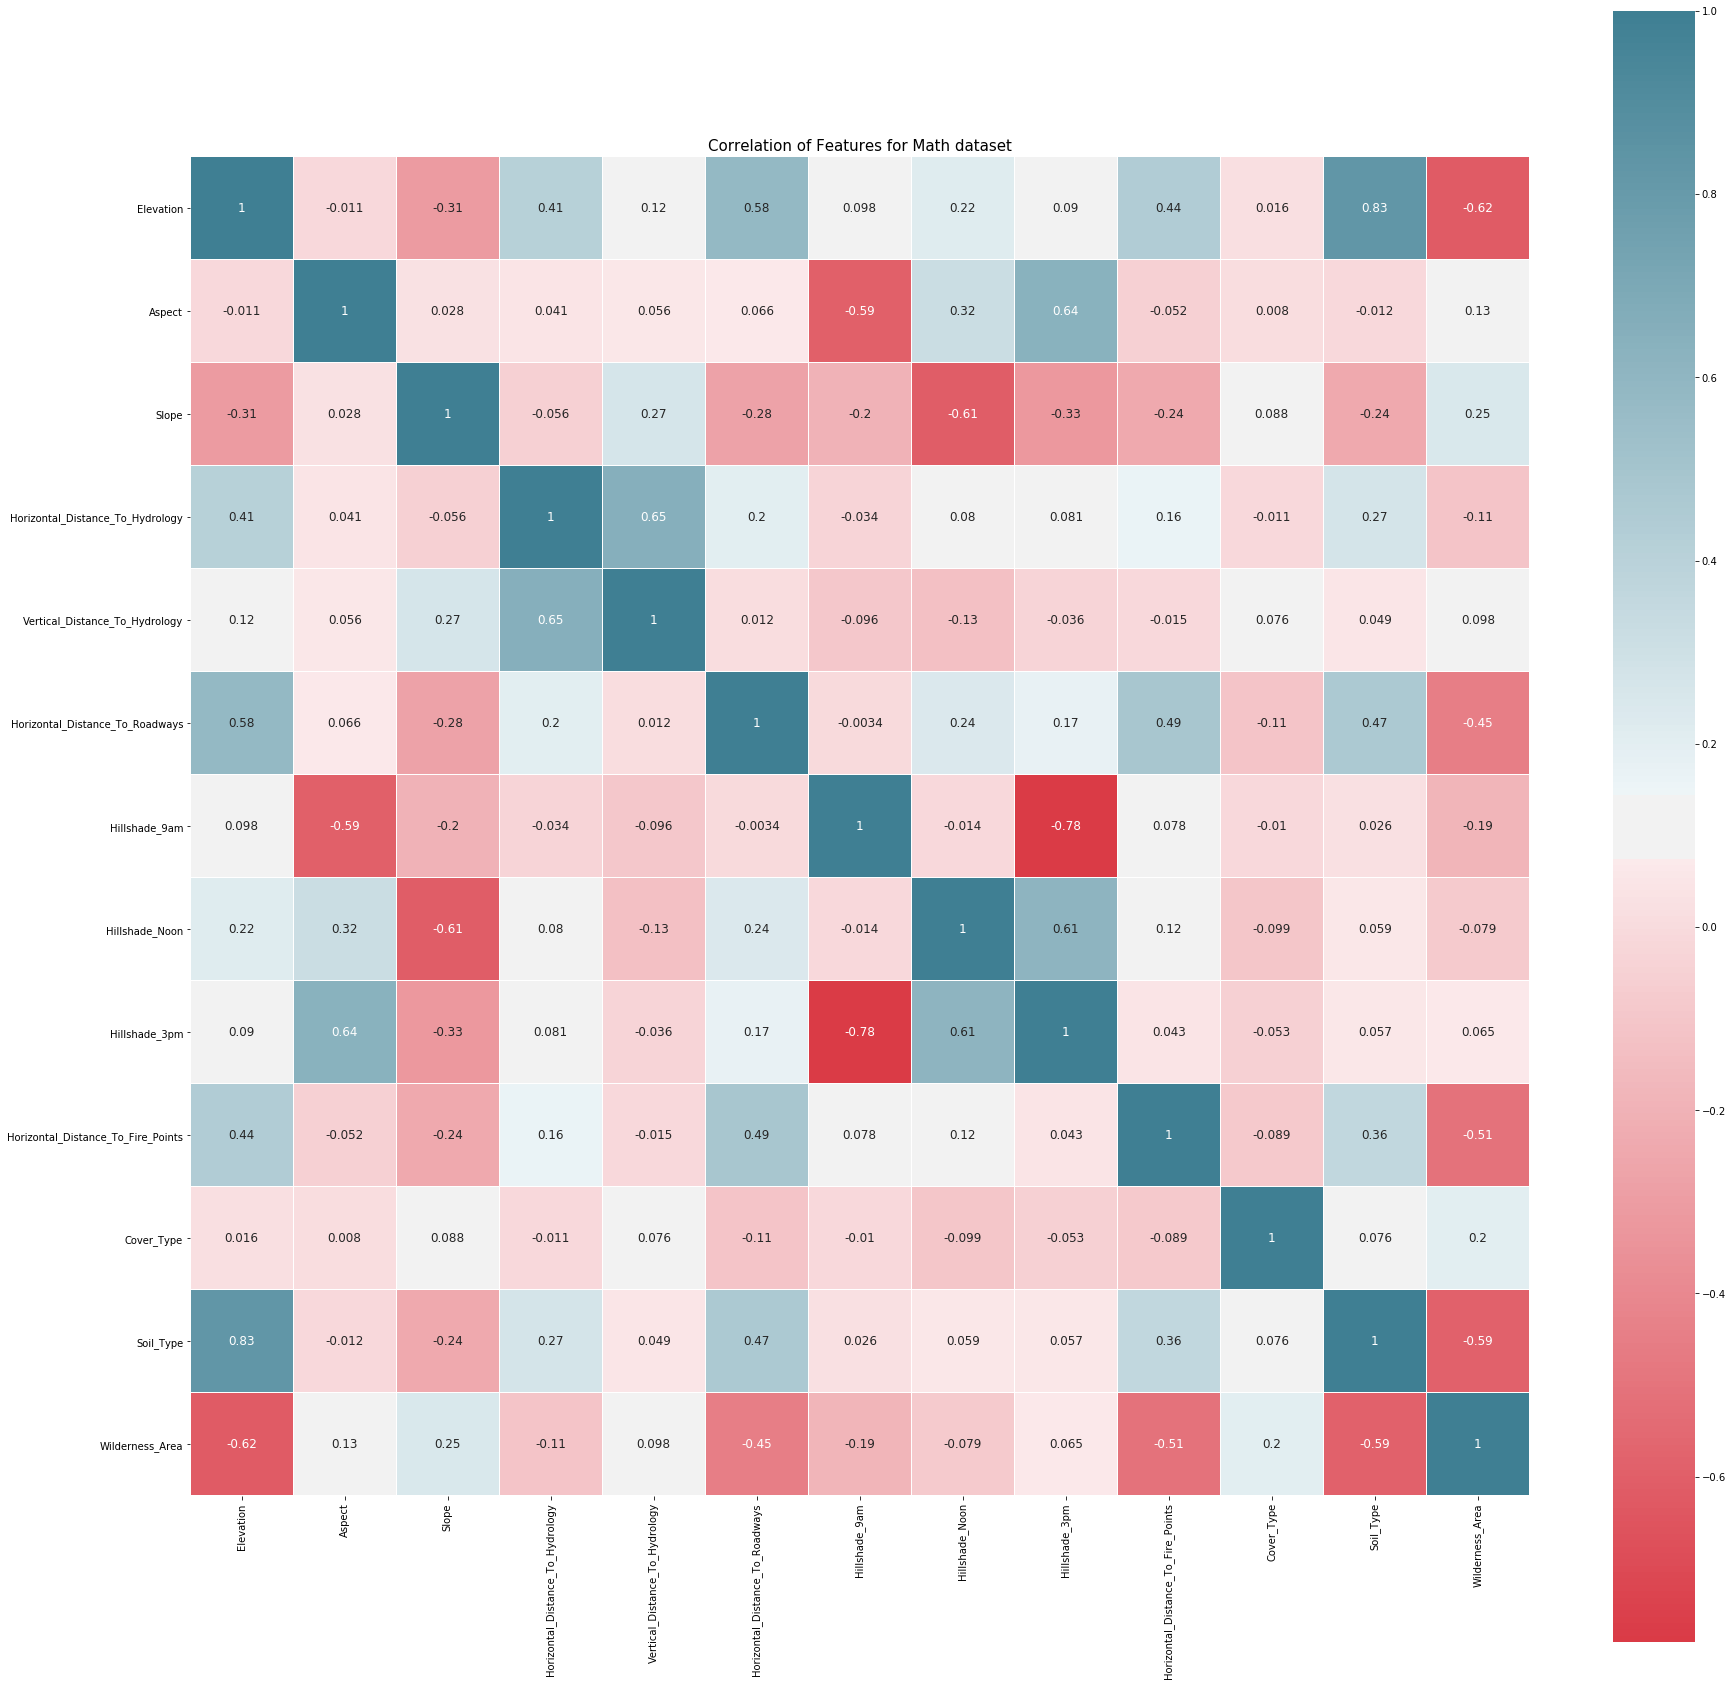 Correlation of Features for Math dataset
1.0
0.8
0.6
0.4
0.2
0.0
−0.2
−0.4
−0.6
Elevation 1 -0.011 -0.31 0.41 0.12 0.58 0.098 0.22 0.09 0.44 0.016 0.83 -0.62
Aspect -0.011 1 0.028 0.041 0.056 0.066 -0.59 0.32 0.64 -0.052 0.008 -0.012 0.13
Slope -0.31 0.028 1 -0.056 0.27 -0.28 -0.2 -0.61 -0.33 -0.24 0.088 -0.24 0.25
Horizontal_Distance_To_Hydrology 0.41 0.041 -0.056 1 0.65 0.2 -0.034 0.08 0.081 0.16 -0.011 0.27 -0.11
Vertical_Distance_To_Hydrology 0.12 0.056 0.27 0.65 1 0.012 -0.096 -0.13 -0.036 -0.015 0.076 0.049 0.098
Horizontal_Distance_To_Roadways 0.58 0.066 -0.28 0.2 0.012 1 -0.0034 0.24 0.17 0.49 -0.11 0.47 -0.45
Hillshade_9am 0.098 -0.59 -0.2 -0.034 -0.096 -0.0034 1 -0.014 -0.78 0.078 -0.01 0.026 -0.19
Hillshade_Noon 0.22 0.32 -0.61 0.08 -0.13 0.24 -0.014 1 0.61 0.12 -0.099 0.059 -0.079
Hillshade_3pm 0.09 0.64 -0.33 0.081 -0.036 0.17 -0.78 0.61 1 0.043 -0.053 0.057 0.065
Horizontal_Distance_To_Fire_Points 0.44 -0.052 -0.24 0.16 -0.015 0.49 0.078 0.12 0.043 1 -0.089 0.36 -0.51
Cover_Type 0.016 0.008 0.088 -0.011 0.076 -0.11 -0.01 -0.099 -0.053 -0.089 1 0.076 0.2
Soil_Type 0.83 -0.012 -0.24 0.27 0.049 0.47 0.026 0.059 0.057 0.36 0.076 1 -0.59
Wilderness_Area -0.62 0.13 0.25 -0.11 0.098 -0.45 -0.19 -0.079 0.065 -0.51 0.2 -0.59 1
Elevation
Aspect
Slope
Horizontal_Distance_To_Hydrology
Vertical_Distance_To_Hydrology
Horizontal_Distance_To_Roadways
Hillshade_9am
Hillshade_Noon
Hillshade_3pm
Horizontal_Distance_To_Fire_Points
Cover_Type
Soil_Type
Wilderness_Area